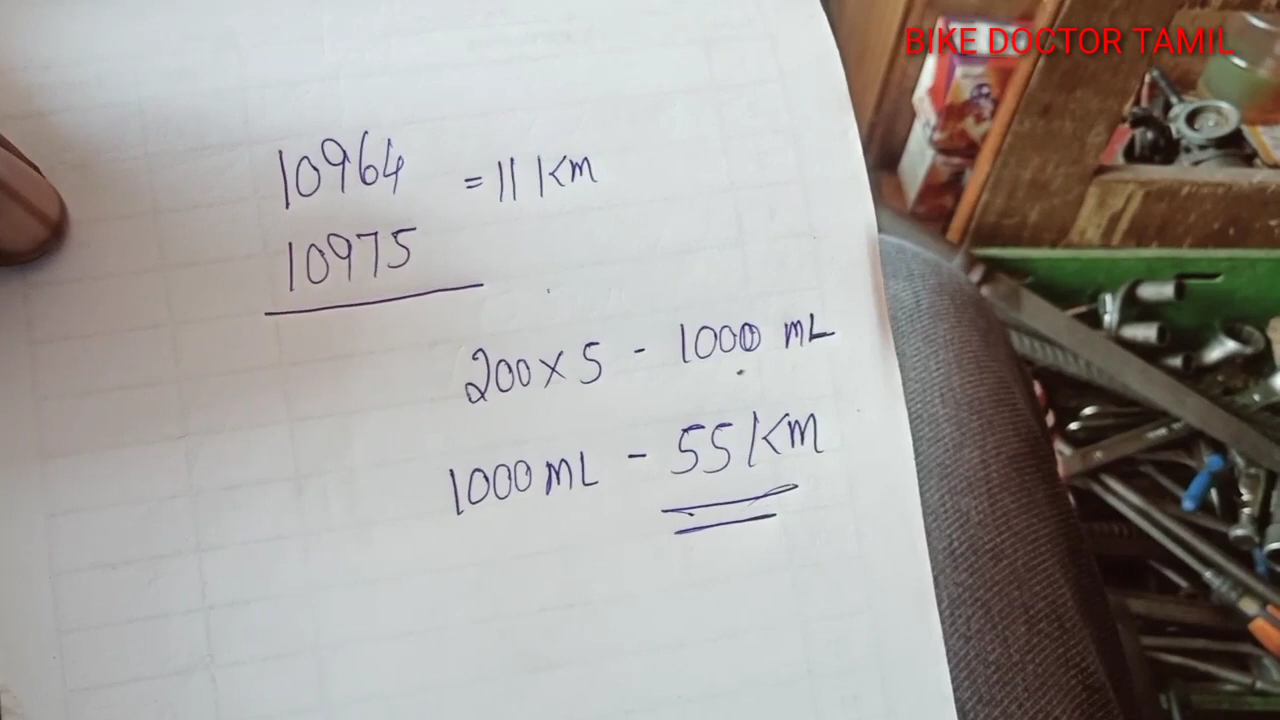 BIKE DOCTOR TAMIL
10964 = 11 KM
10975
200 x 5 - 1000 ML
1000 ML - 55 KM